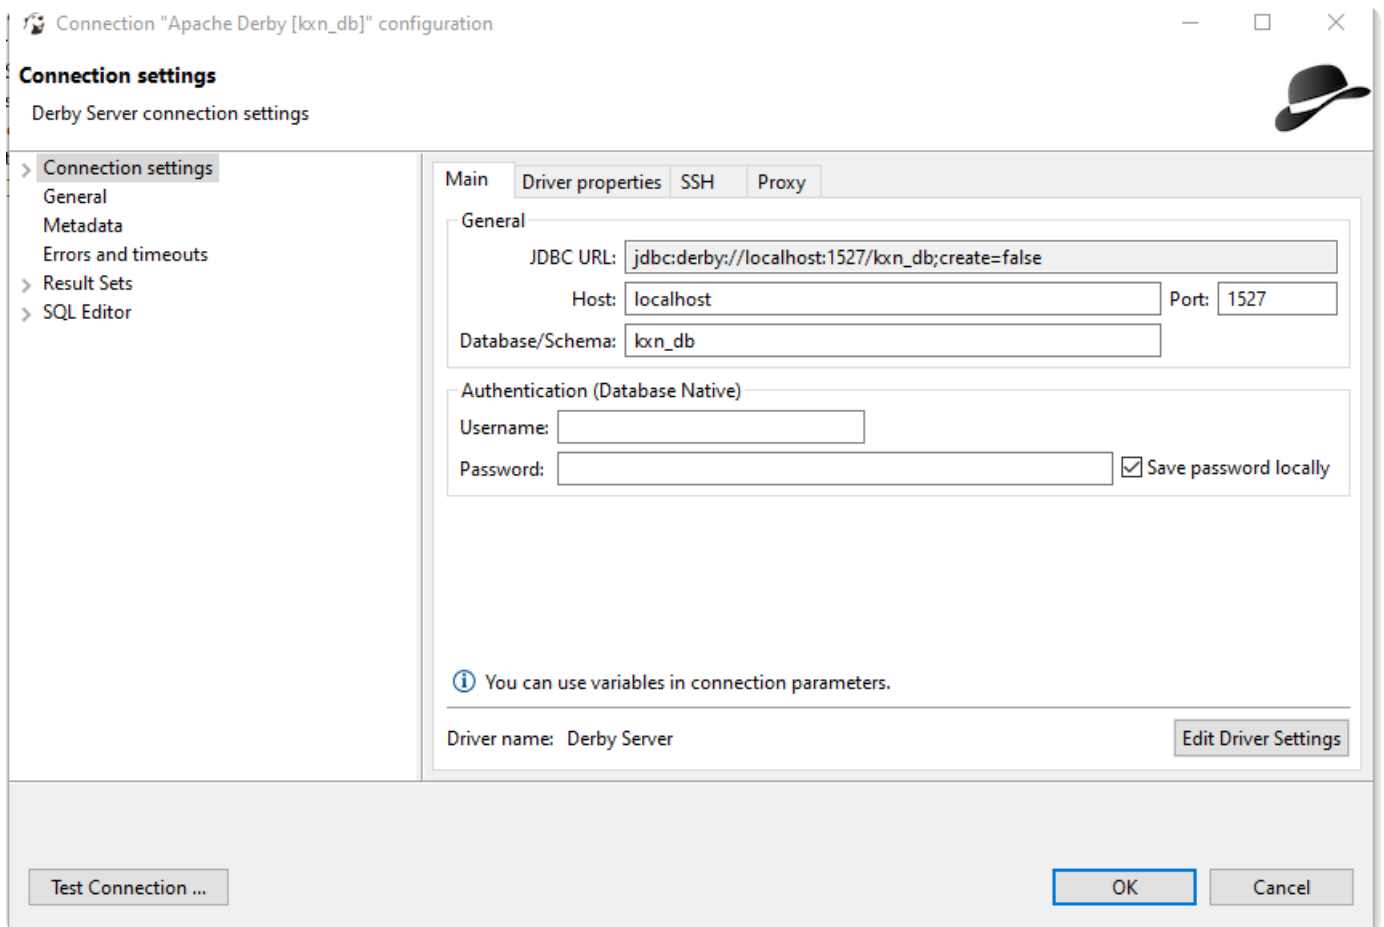 Connection "Apache Derby [kxn_db]" configuration
Connection settings
Derby Server connection settings
Connection settings
General
Metadata
Errors and timeouts
Result Sets
SQL Editor
Main Driver properties SSH Proxy
General
JDBC URL: jdbc:derby://localhost:1527/kxn_db;create=false
Host: localhost Port: 1527
Database/Schema: kxn_db
Authentication (Database Native)
Username:
Password: Save password locally
You can use variables in connection parameters.
Driver name: Derby Server Edit Driver Settings
Test Connection ... OK Cancel